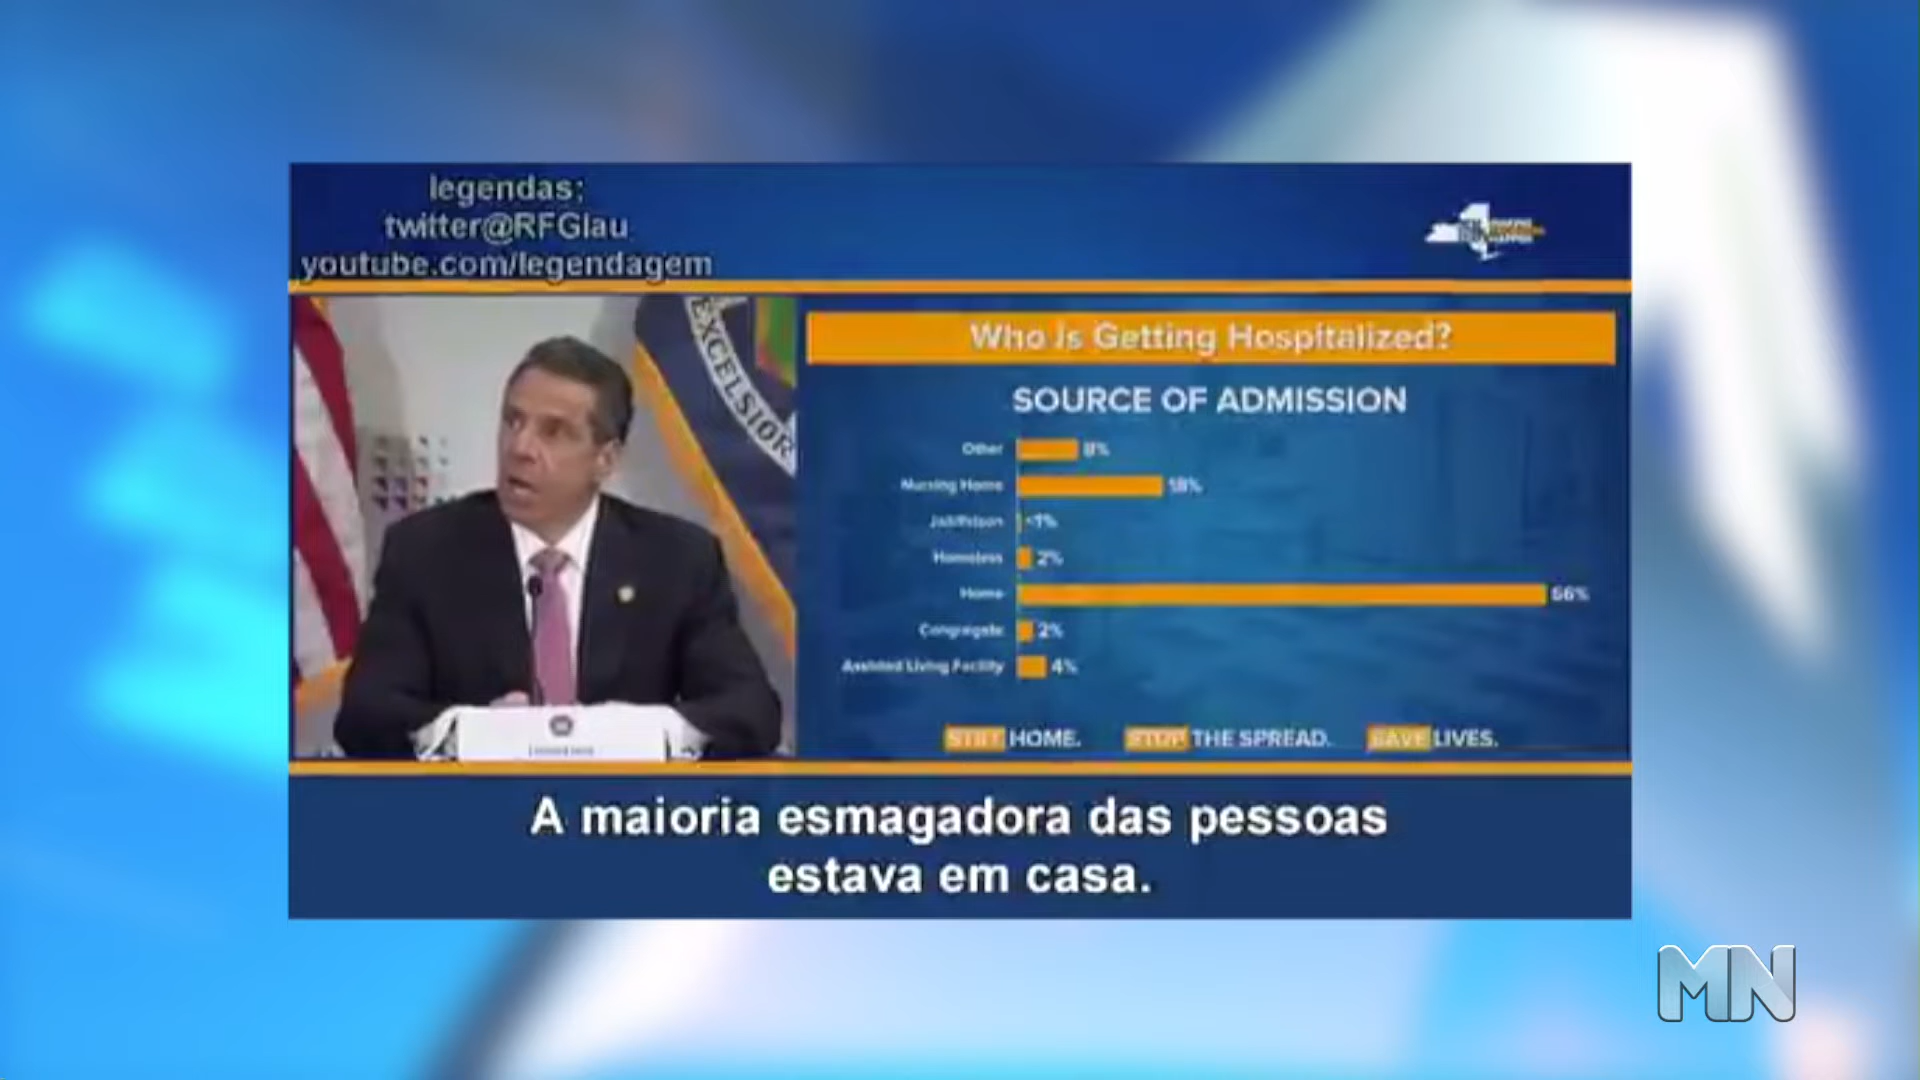 legendas;
twitter@RFGlau
youtube.com/legendagem
EXCELSIOR
Who Is Getting Hospitalized?
SOURCE OF ADMISSION
Other 8%
Nursing Home 18%
<1%
Homeless 2%
Home 66%
Congregate 2%
Assisted Living Facility 4%
STAY HOME. STOP THE SPREAD. SAVE LIVES.
A maioria esmagadora das pessoas
estava em casa.
MN